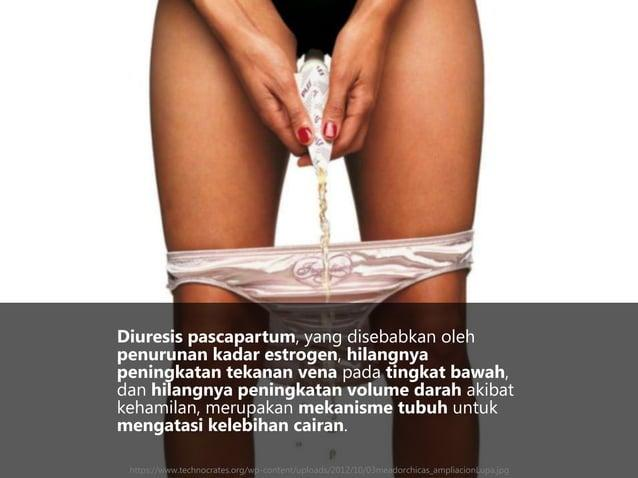 Diuresis pascapartum, yang disebabkan oleh
penurunan kadar estrogen, hilangnya
peningkatan tekanan vena pada tingkat bawah,
dan hilangnya peningkatan volume darah akibat
kehamilan, merupakan mekanisme tubuh untuk
mengatasi kelebihan cairan.
https://www.technocrates.org/wp-content/uploads/2012/10/03meadorchicas_ampliacionLupa.jpg